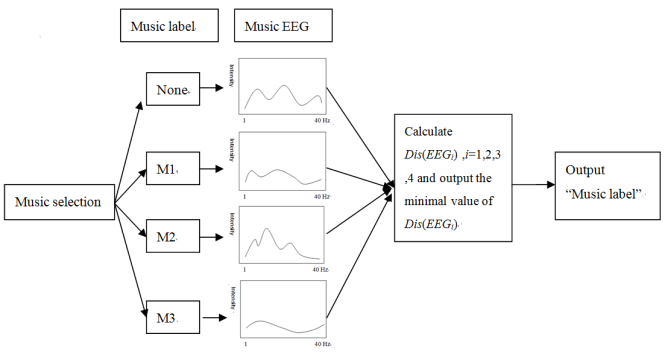 Music label
Music EEG
None
Intensity
1
40 Hz
M1
Intensity
1
40 Hz
Music selection
M2
Intensity
1
40 Hz
M3
Intensity
1
40 Hz
Calculate
Dis(EEGi) ,i=1,2,3
,4 and output the
minimal value of
Dis(EEGi).
Output
“Music label”